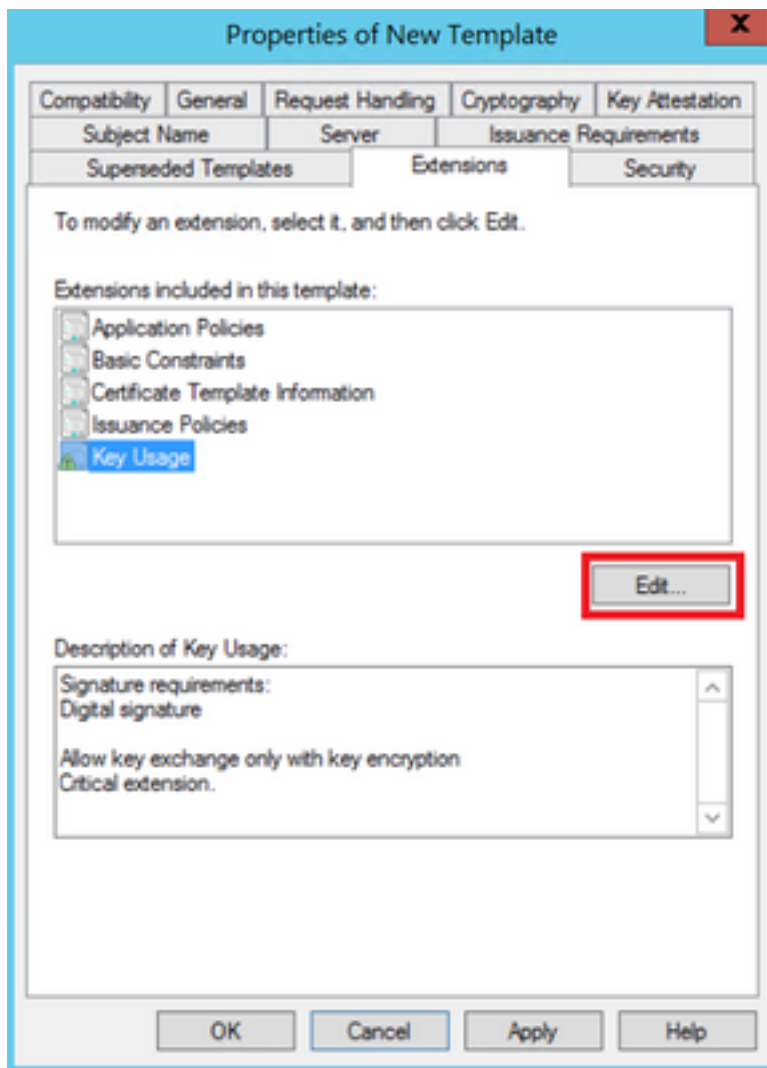 Properties of New Template
x
Compatibility General Request Handling Cryptography Key Attestation
Subject Name Server Issuance Requirements
Superseded Templates Extensions Security
To modify an extension, select it, and then click Edit.
Extensions included in this template:
Application Policies
Basic Constraints
Certificate Template Information
Issuance Policies
Key Usage
Edit...
Description of Key Usage:
Signature requirements:
Digital signature
Allow key exchange only with key encryption
Critical extension.
OK Cancel Apply Help